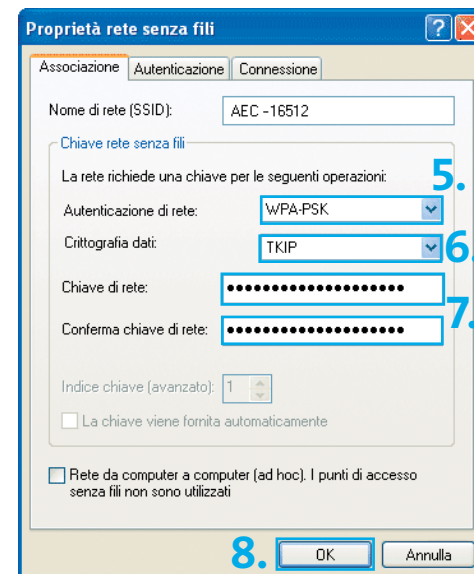 Proprietà rete senza fili
Associazione Autenticazione Connessione
Nome di rete (SSID): AEC -16512
Chiave rete senza fili
La rete richiede una chiave per le seguenti operazioni:
5.
Autenticazione di rete: WPA-PSK
Crittografia dati: TKIP
6.
Chiave di rete: ••••••••••••••••••••
7.
Conferma chiave di rete: ••••••••••••••••••••
Indice chiave (avanzato): 1
La chiave viene fornita automaticamente
Rete da computer a computer (ad hoc). I punti di accesso
senza fili non sono utilizzati
8. OK Annulla